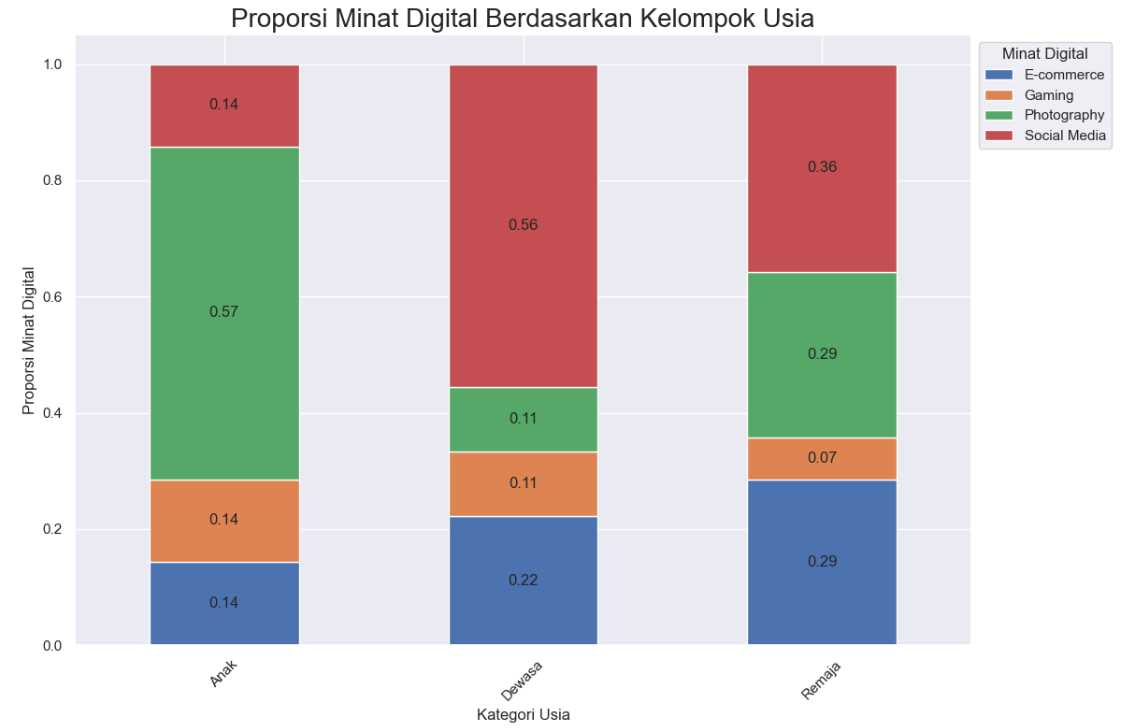 Proporsi Minat Digital Berdasarkan Kelompok Usia
Minat Digital
E-commerce
Gaming
Photography
Social Media
Proporsi Minat Digital
1.0
0.8
0.6
0.4
0.2
0.0
0.14
0.57
0.14
0.14
0.56
0.11
0.11
0.22
0.36
0.29
0.07
0.29
Anak
Dewasa
Remaja
Kategori Usia